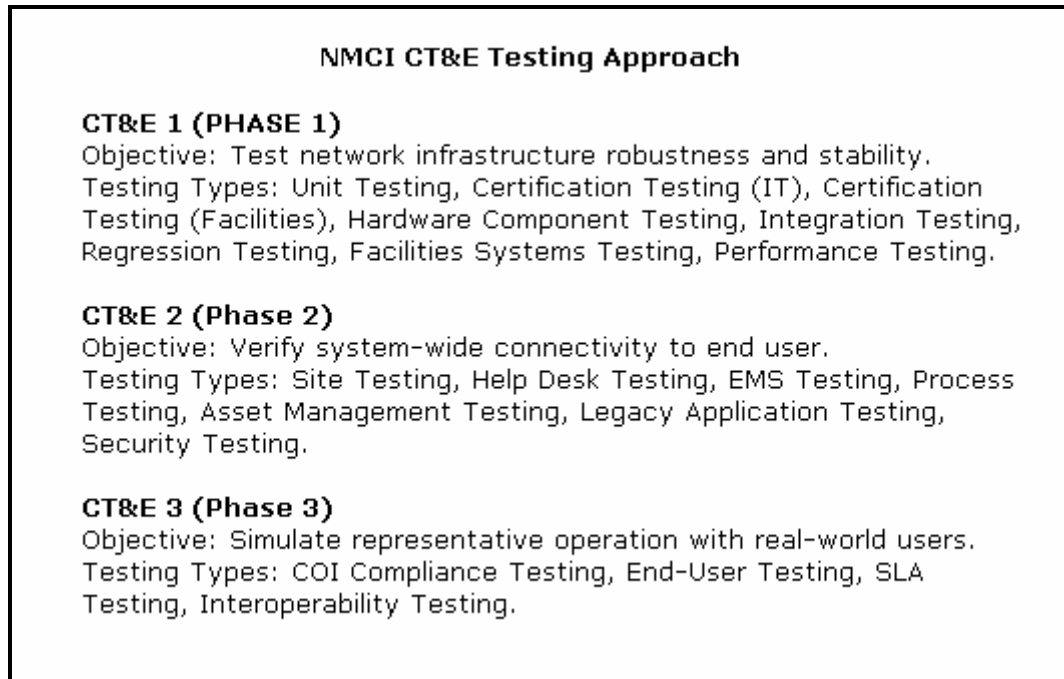 NMCI CT&E Testing Approach
CT&E 1 (PHASE 1)
Objective: Test network infrastructure robustness and stability.
Testing Types: Unit Testing, Certification Testing (IT), Certification
Testing (Facilities), Hardware Component Testing, Integration Testing,
Regression Testing, Facilities Systems Testing, Performance Testing.
CT&E 2 (Phase 2)
Objective: Verify system-wide connectivity to end user.
Testing Types: Site Testing, Help Desk Testing, EMS Testing, Process
Testing, Asset Management Testing, Legacy Application Testing,
Security Testing.
CT&E 3 (Phase 3)
Objective: Simulate representative operation with real-world users.
Testing Types: COI Compliance Testing, End-User Testing, SLA
Testing, Interoperability Testing.